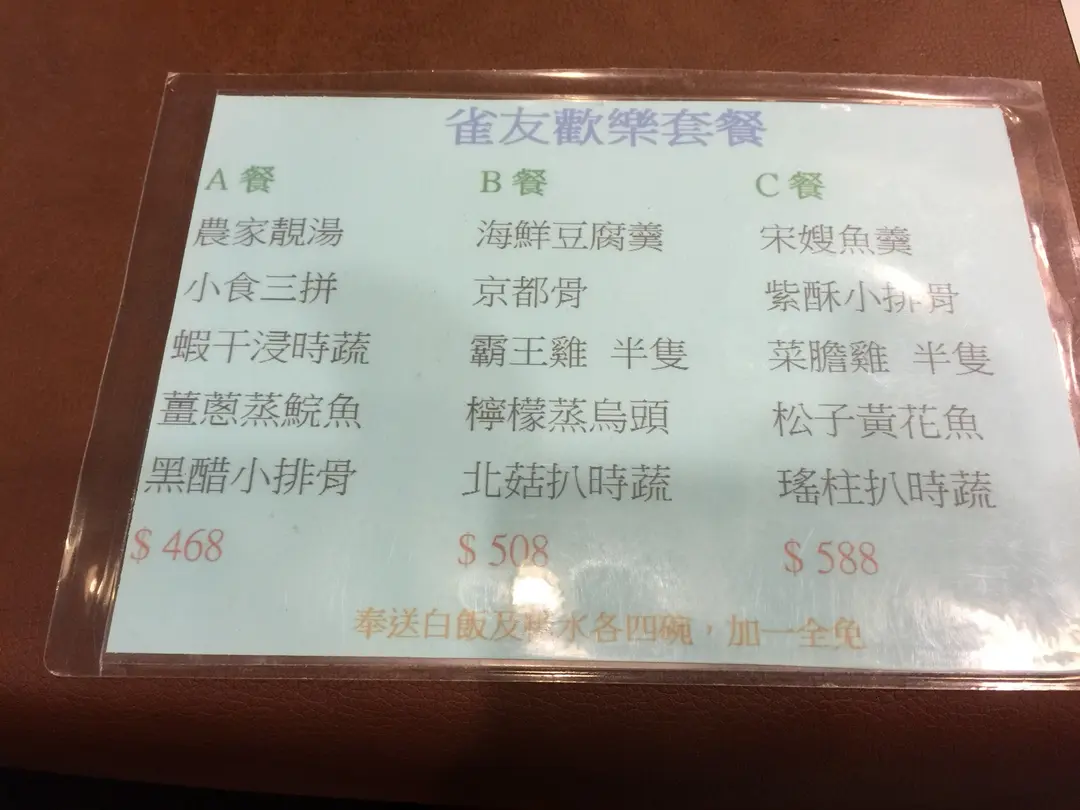 雀友歡樂套餐
A 餐
農家靚湯
小食三拼
蝦干浸時蔬
薑蔥蒸鯇魚
黑醋小排骨
$ 468
B 餐
海鮮豆腐羹
京都骨
霸王雞 半隻
檸檬蒸烏頭
北菇扒時蔬
$ 508
C 餐
宋嫂魚羹
紫酥小排骨
菜膽雞 半隻
松子黃花魚
瑤柱扒時蔬
$ 588
奉送白飯及水各四碗，加一全免